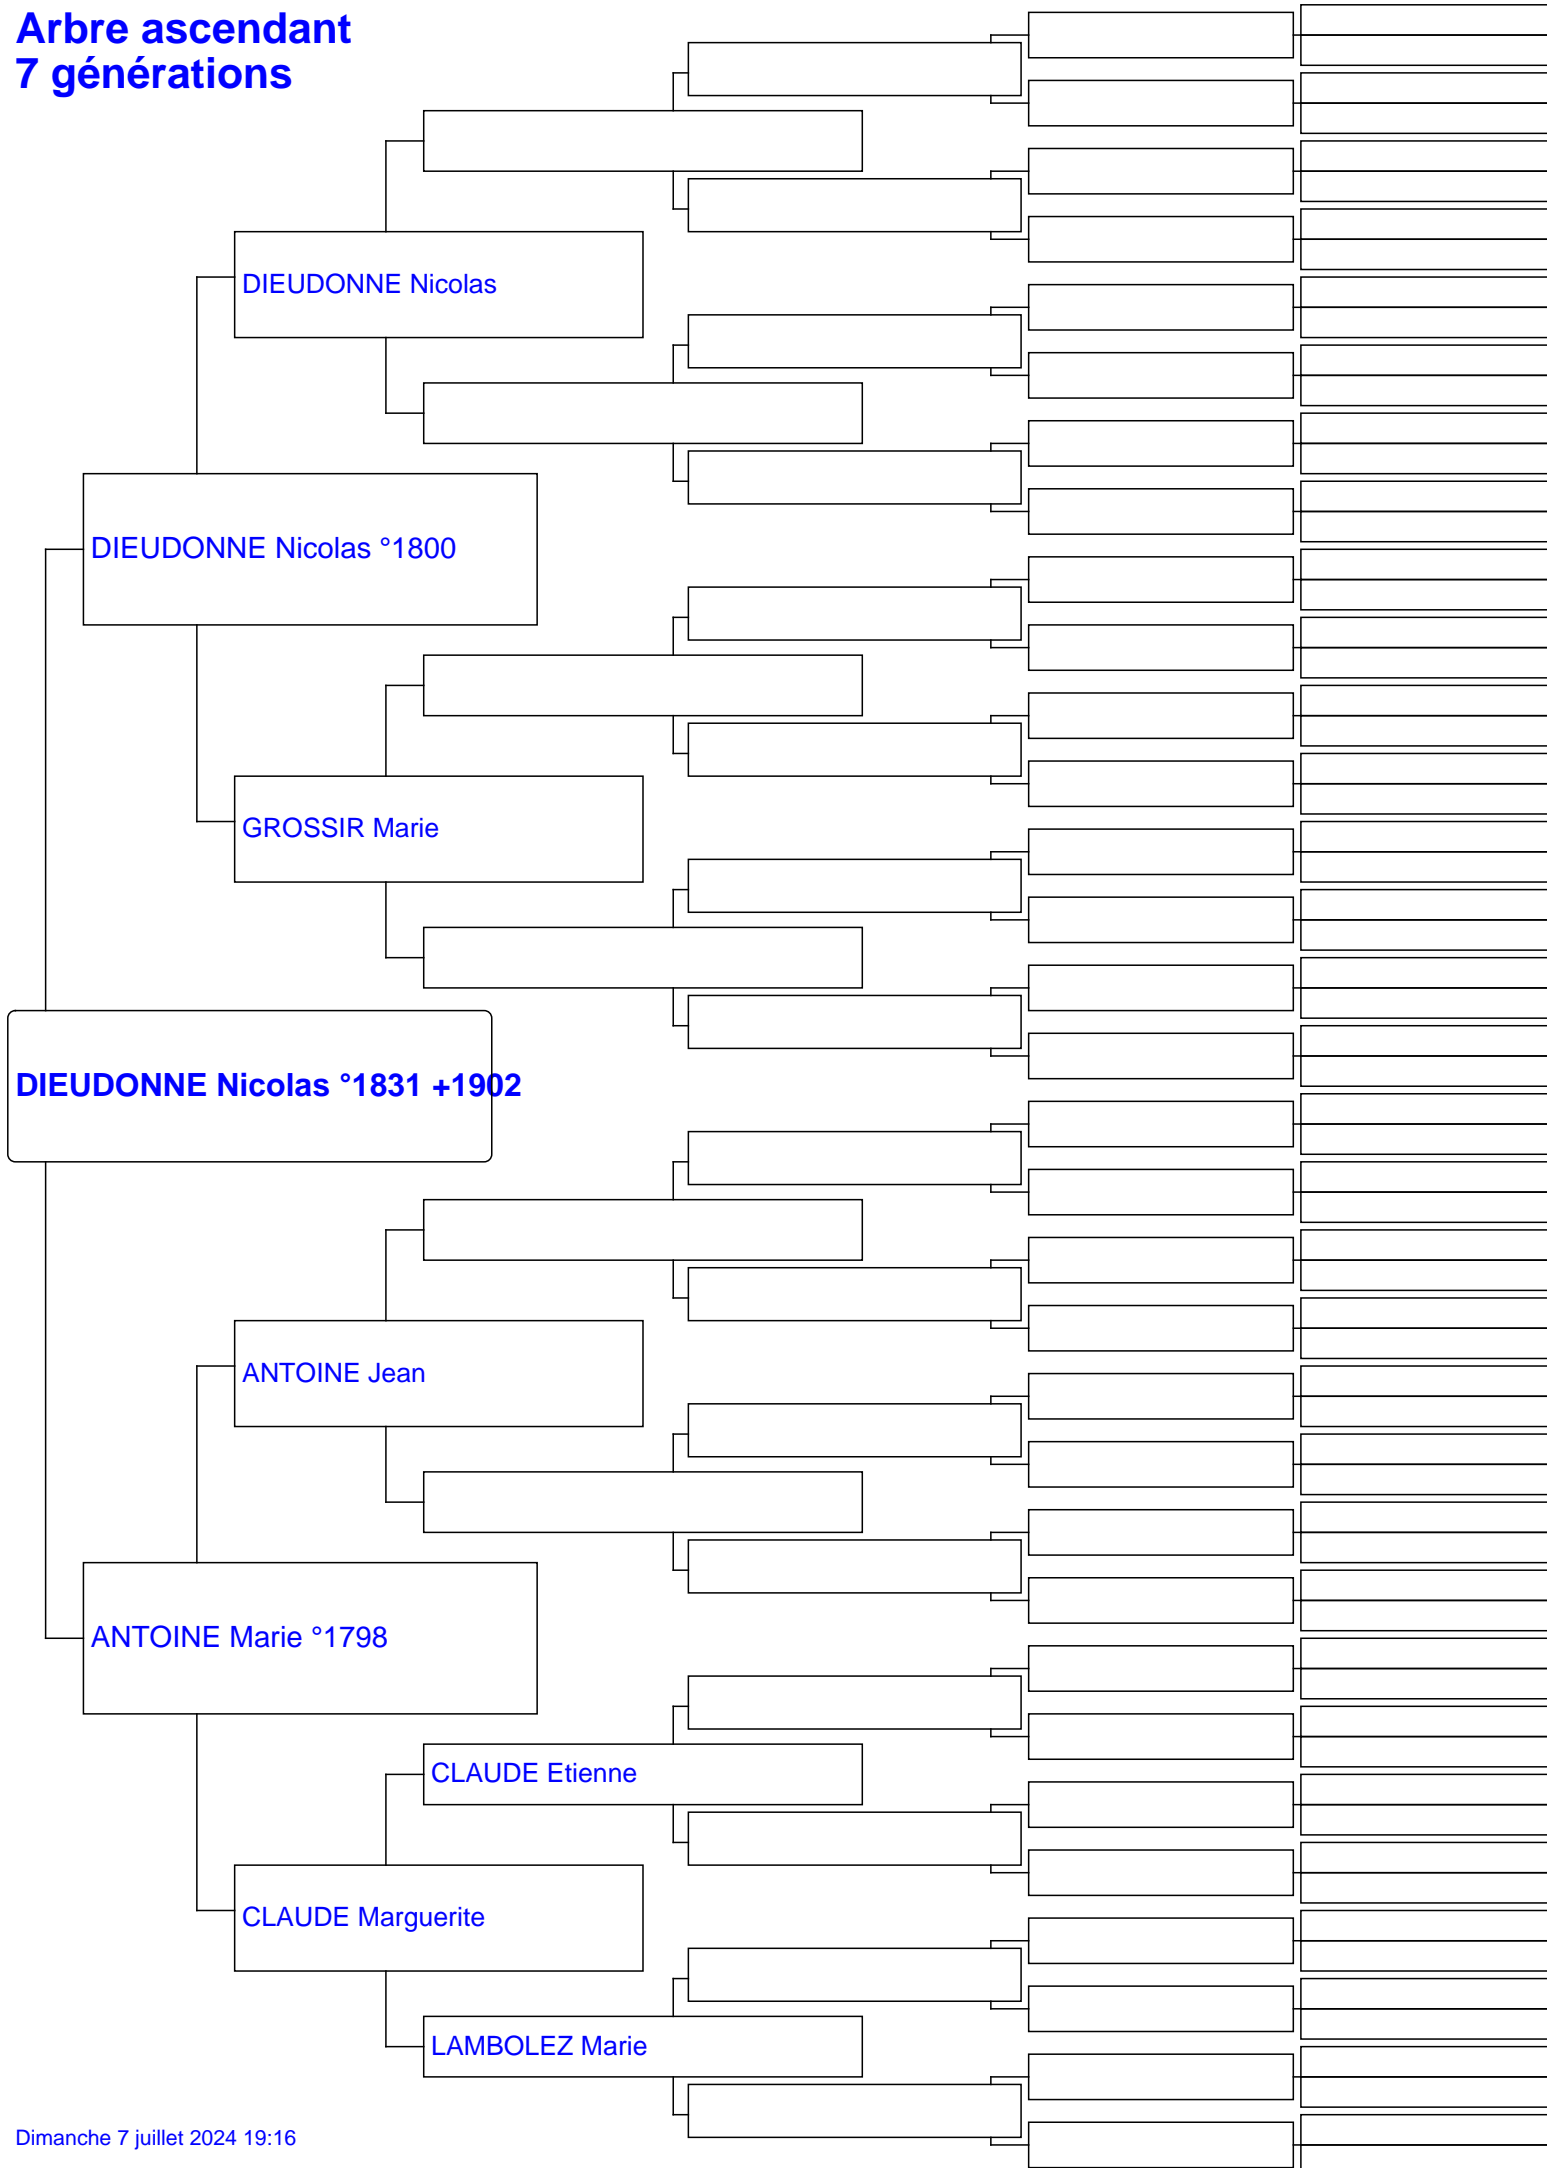 Arbre ascendant
7 générations
DIEUDONNE Nicolas
DIEUDONNE Nicolas °1800
GROSSIR Marie
DIEUDONNE Nicolas °1831 +1902
ANTOINE Jean
ANTOINE Marie °1798
CLAUDE Etienne
CLAUDE Marguerite
LAMBOLEZ Marie
Dimanche 7 juillet 2024 19:16